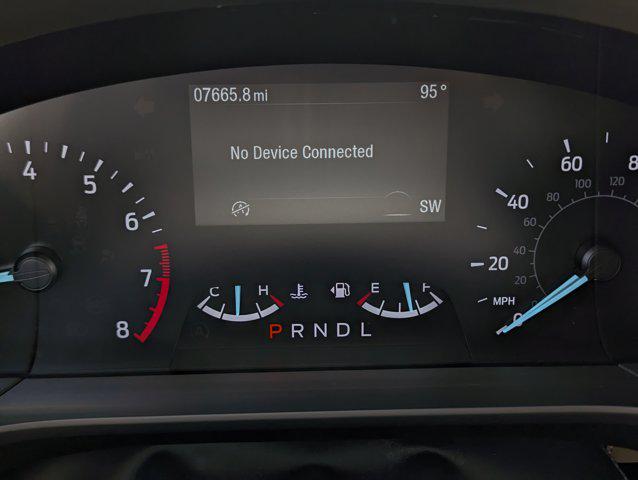 07665.8 mi 95°
No Device Connected
A SW
4 5 6 7 8
C H E F
P R N D L
0 20 40 60 8
MPH
20 40 60 80 100 120